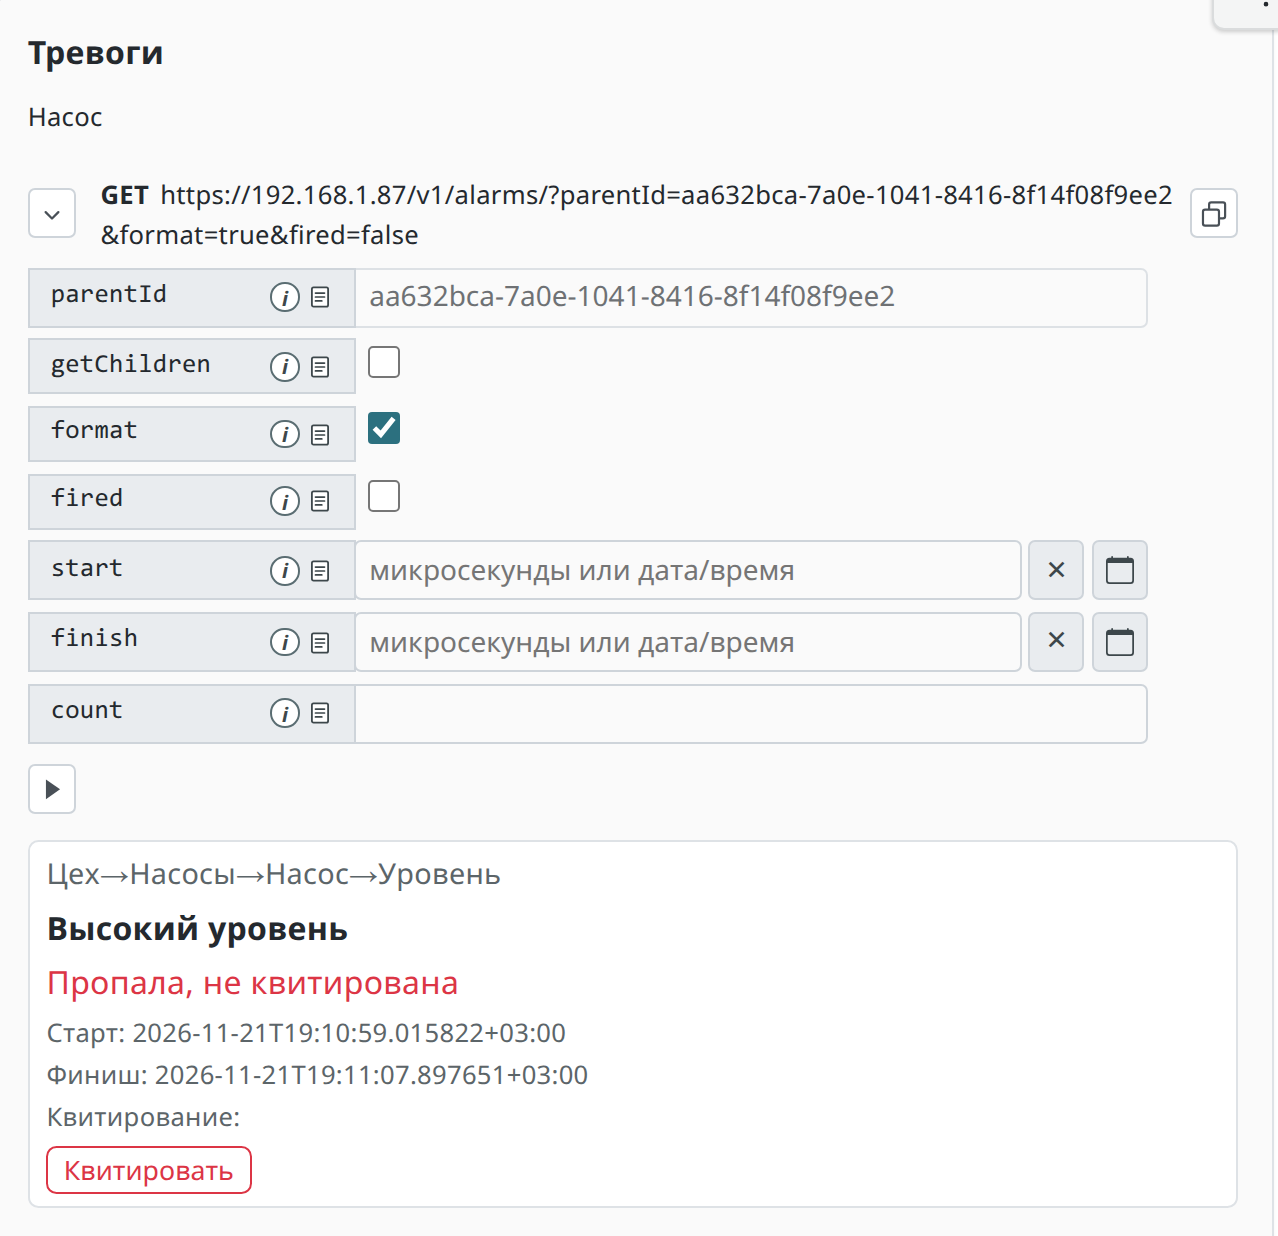 Тревоги
Насос
GET https://192.168.1.87/v1/alarms/?parentId=aa632bca-7a0e-1041-8416-8f14f08f9ee2
&format=true&fired=false
parentId i aa632bca-7a0e-1041-8416-8f14f08f9ee2
getChildren i
format i
fired i
start i микросекунды или дата/время
finish i микросекунды или дата/время
count i
Цех→Насосы→Насос→Уровень
Высокий уровень
Пропала, не квитирована
Старт: 2026-11-21T19:10:59.015822+03:00
Финиш: 2026-11-21T19:11:07.897651+03:00
Квитирование:
Квитировать